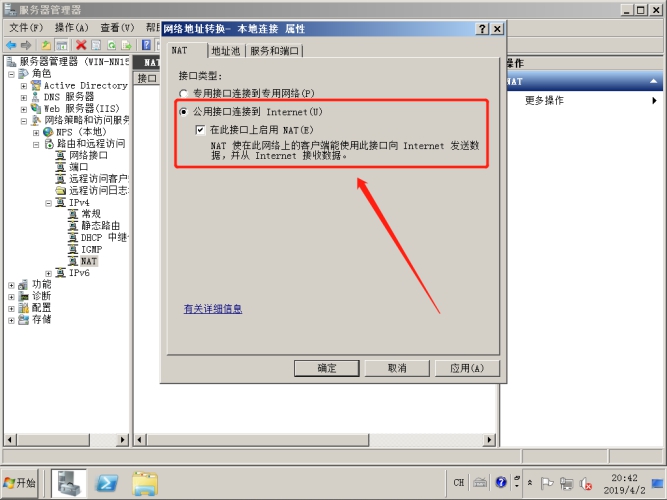 服务器管理器
文件(F) 操作(A) 查看(V)
网络地址转换- 本地连接 属性
NAT 地址池 服务和端口
接口类型:
专用接口连接到专用网络(P)
公用接口连接到 Internet(U)
在此接口上启用 NAT(E)
NAT 使在此网络上的客户端能使用此接口向 Internet 发送数
据，并从 Internet 接收数据。
有关详细信息
确定 取消 应用(A)
服务器管理器 (WIN-NN15
角色
Active Directory
DNS 服务器
Web 服务器(IIS)
网络策略和访问服务
NPS (本地)
路由和远程访问
网络接口
端口
远程访问客户
远程访问日志
IPv4
常规
静态路由
DHCP 中继
IGMP
NAT
IPv6
功能
诊断
配置
存储
接口
操作
NAT
更多操作
开始
CH
20:42
2019/4/2